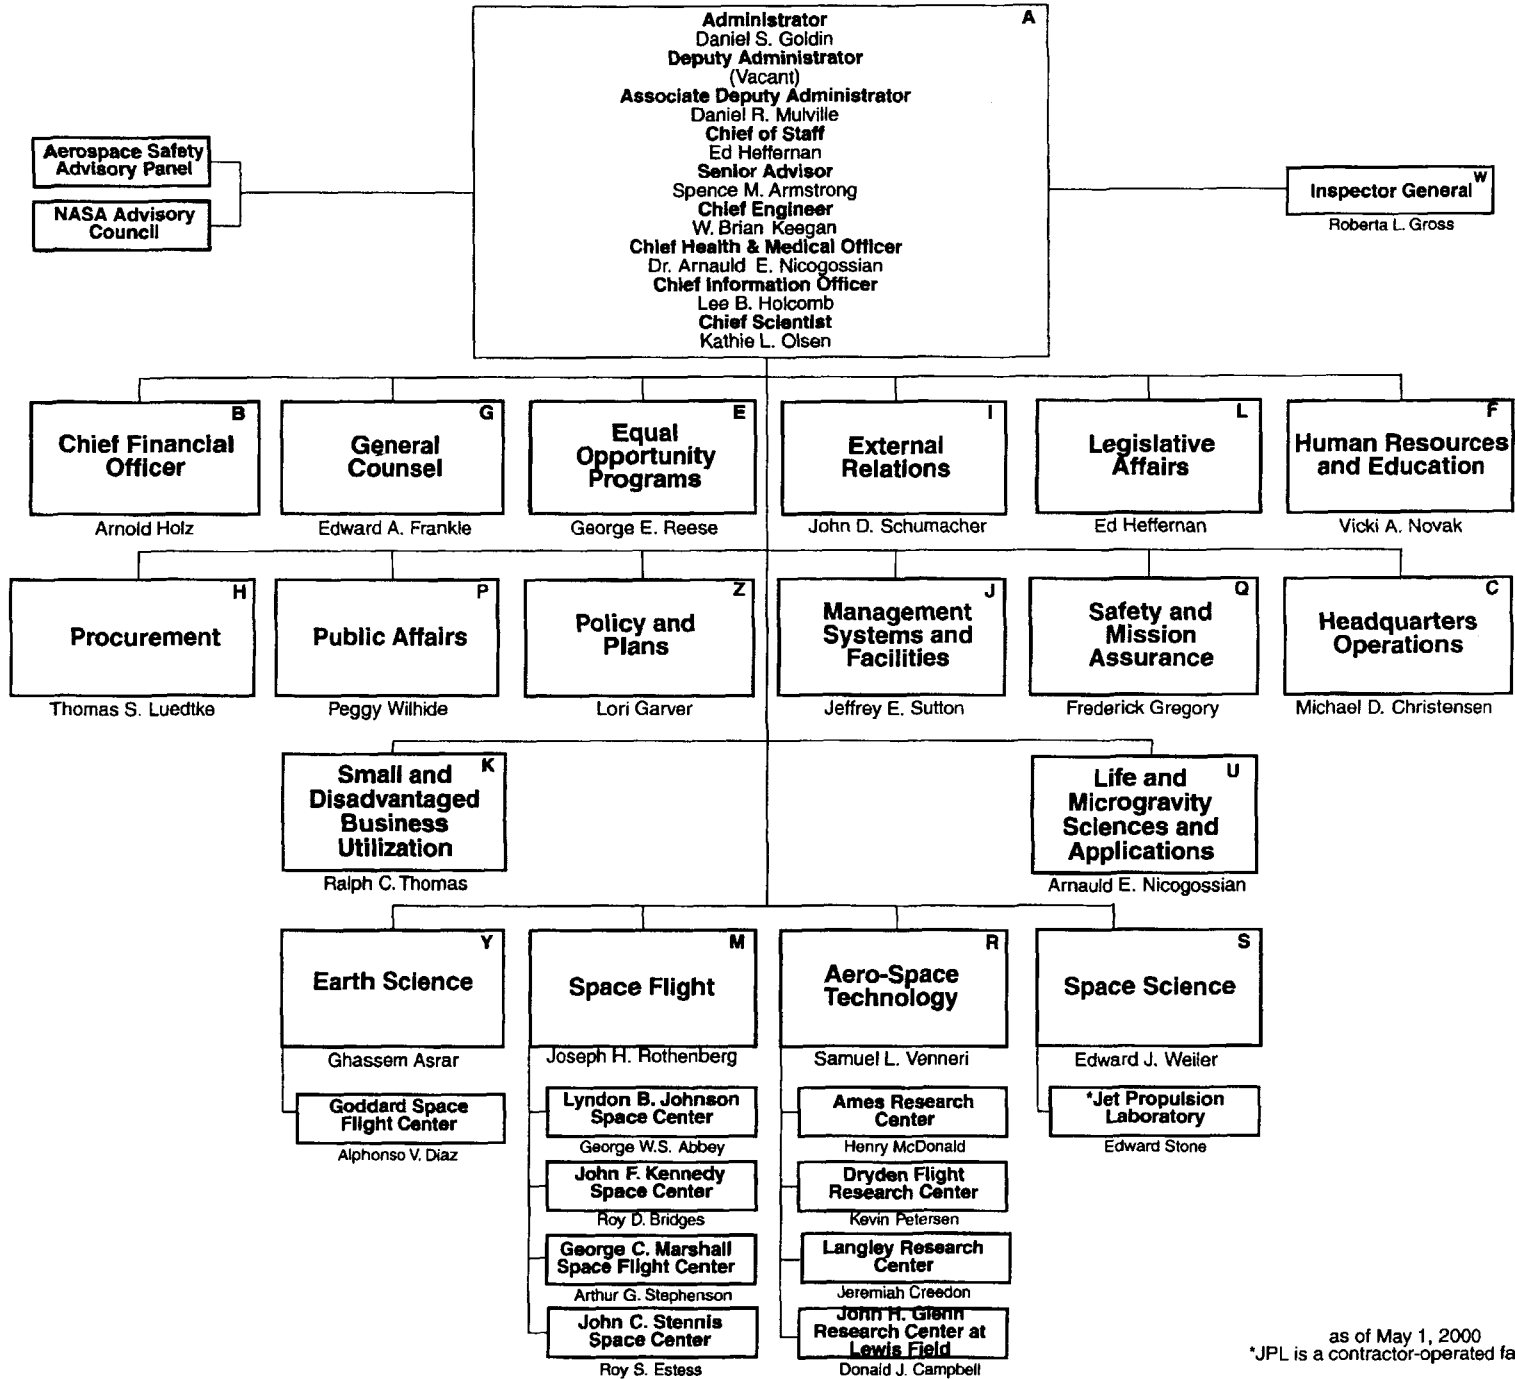 A
Administrator
Daniel S. Goldin
Deputy Administrator
(Vacant)
Associate Deputy Administrator
Daniel R. Mulville
Chief of Staff
Ed Heffernan
Senior Advisor
Spence M. Armstrong
Chief Engineer
W. Brian Keegan
Chief Health & Medical Officer
Dr. Arnauld E. Nicogossian
Chief Information Officer
Lee B. Holcomb
Chief Scientist
Kathie L. Olsen
Aerospace Safety
Advisory Panel
NASA Advisory
Council
W
Inspector General
Roberta L. Gross
B
Chief Financial
Officer
Arnold Holz
G
General
Counsel
Edward A. Frankle
E
Equal
Opportunity
Programs
George E. Reese
I
External
Relations
John D. Schumacher
L
Legislative
Affairs
Ed Heffernan
F
Human Resources
and Education
Vicki A. Novak
H
Procurement
Thomas S. Luedtke
P
Public Affairs
Peggy Wilhide
Z
Policy and
Plans
Lori Garver
J
Management
Systems and
Facilities
Jeffrey E. Sutton
Q
Safety and
Mission
Assurance
Frederick Gregory
C
Headquarters
Operations
Michael D. Christensen
K
Small and
Disadvantaged
Business
Utilization
Ralph C. Thomas
U
Life and
Microgravity
Sciences and
Applications
Arnauld E. Nicogossian
Y
Earth Science
Ghassem Asrar
Goddard Space
Flight Center
Alphonso V. Diaz
M
Space Flight
Joseph H. Rothenberg
Lyndon B. Johnson
Space Center
George W.S. Abbey
John F. Kennedy
Space Center
Roy D. Bridges
George C. Marshall
Space Flight Center
Arthur G. Stephenson
John C. Stennis
Space Center
Roy S. Estess
R
Aero-Space
Technology
Samuel L. Venneri
Ames Research
Center
Henry McDonald
Dryden Flight
Research Center
Kevin Petersen
Langley Research
Center
Jeremiah Creedon
John H. Glenn
Research Center at
Lewis Field
Donald J. Campbell
S
Space Science
Edward J. Weiler
*Jet Propulsion
Laboratory
Edward Stone
as of May 1, 2000
*JPL is a contractor-operated fa